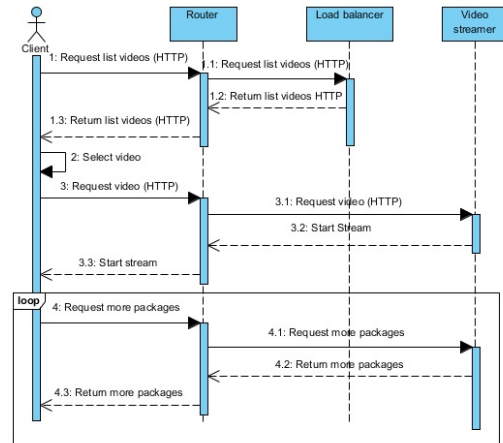 Client
Router
Load balancer
Video
streamer
1: Request list videos (HTTP)
1.1: Request list videos (HTTP)
1.2: Return list videos HTTP
1.3: Return list videos (HTTP)
2: Select video
3: Request video (HTTP)
3.1: Request video (HTTP)
3.2: Start Stream
3.3: Start stream
loop
4: Request more packages
4.1: Request more packages
4.2: Return more packages
4.3: Return more packages